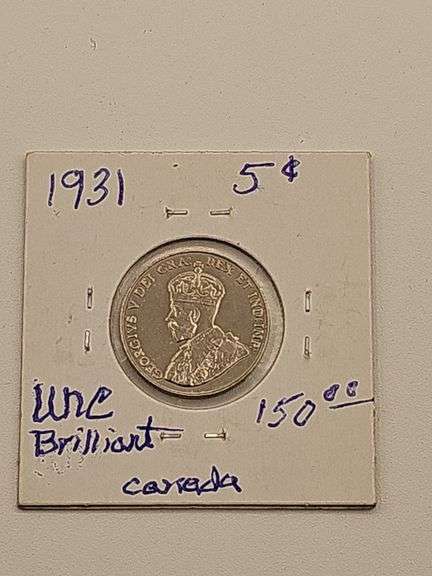 1931 5¢
GEORGIVS V DEI GRA: REX ET IND:IMP:
UNC 150.00
Brilliant
Canada